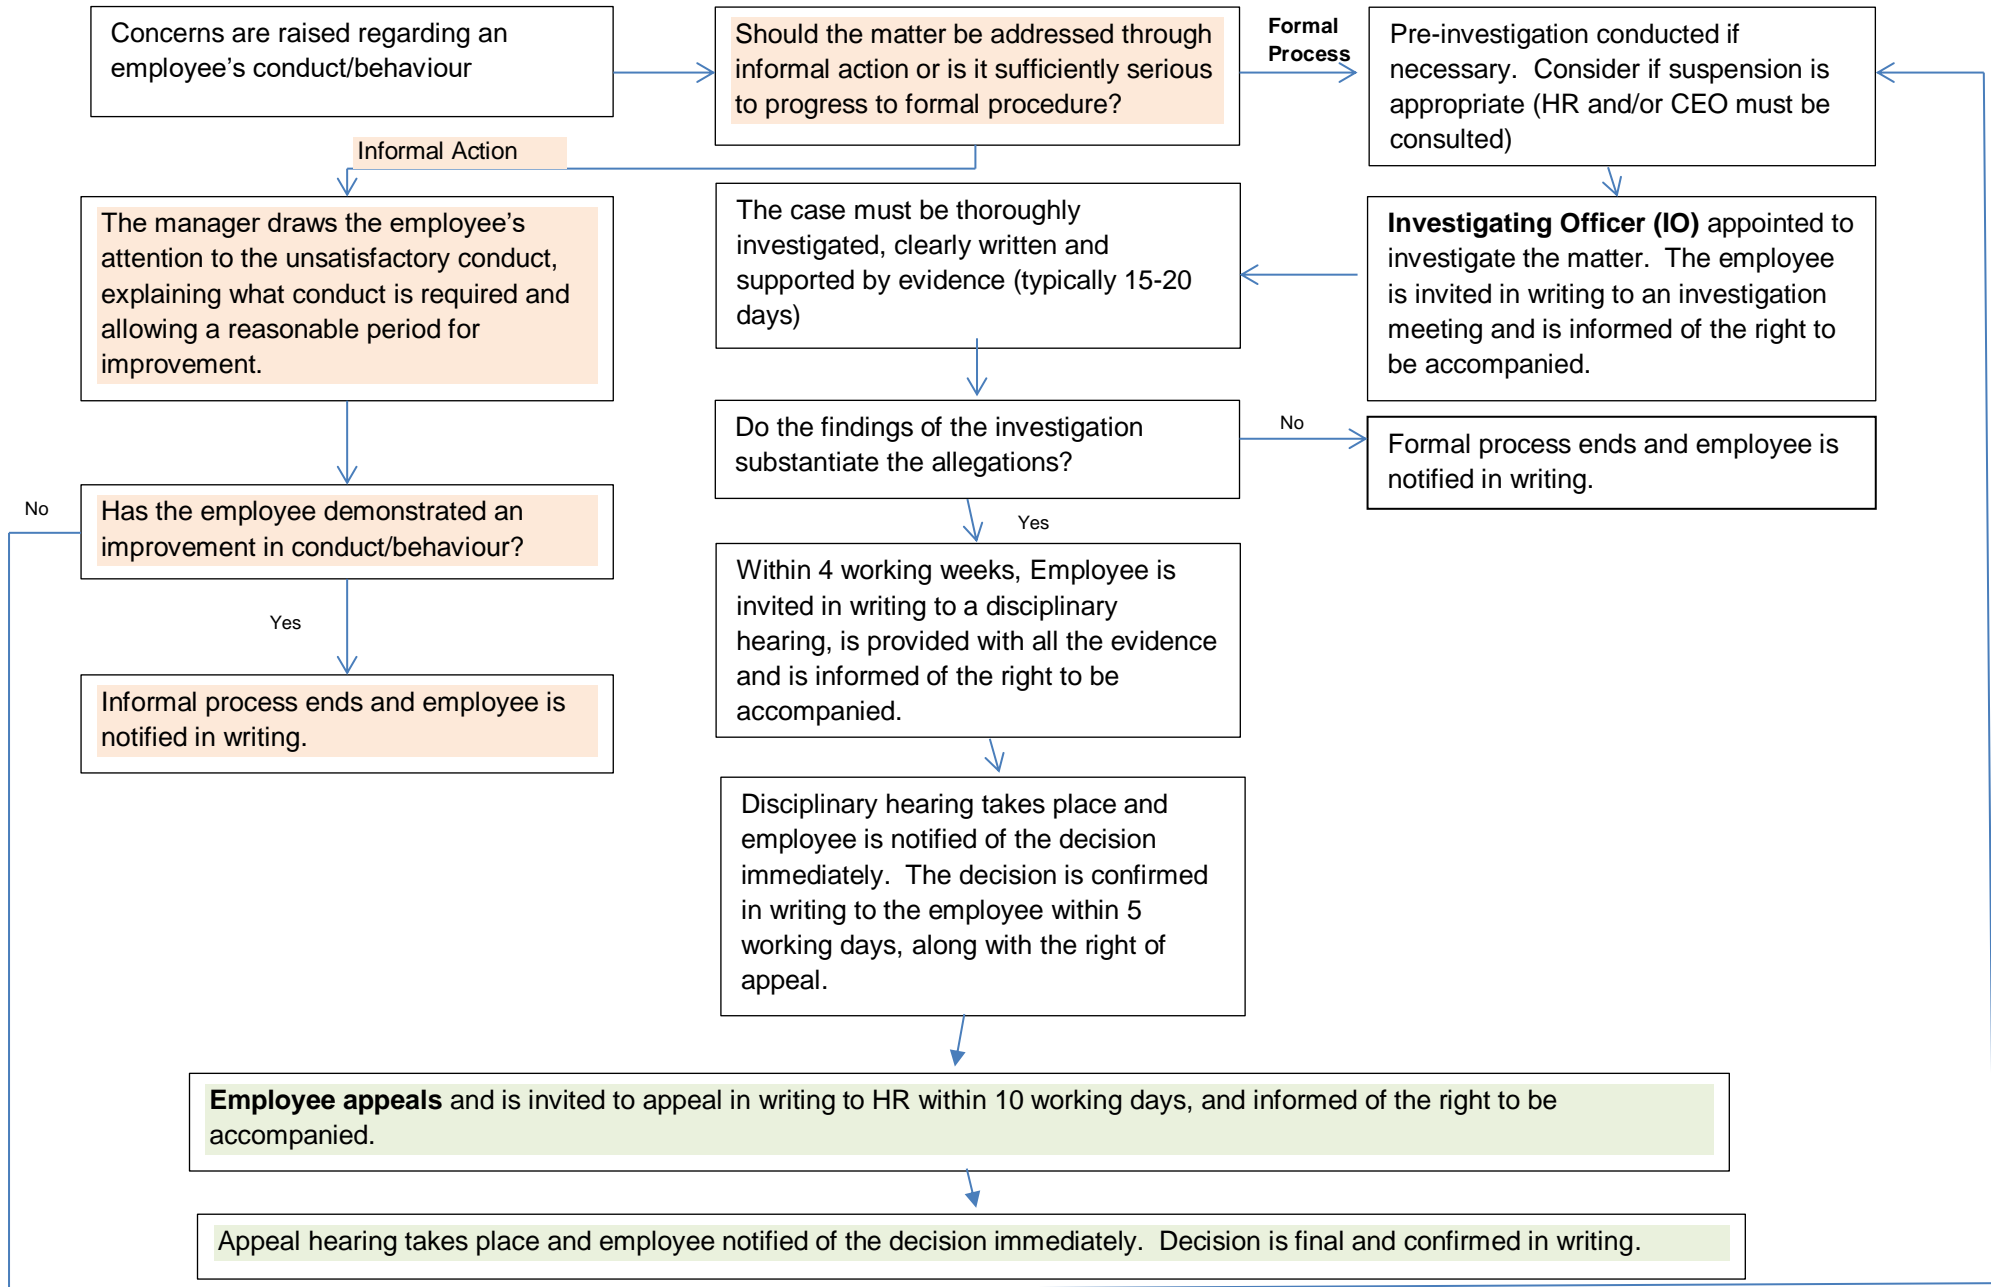 Concerns are raised regarding an
employee's conduct/behaviour
Should the matter be addressed through
informal action or is it sufficiently serious
to progress to formal procedure?
Formal
Process
Pre-investigation conducted if
necessary.  Consider if suspension is
appropriate (HR and/or CEO must be
consulted)
Informal Action
The manager draws the employee's
attention to the unsatisfactory conduct,
explaining what conduct is required and
allowing a reasonable period for
improvement.
The case must be thoroughly
investigated, clearly written and
supported by evidence (typically 15-20
days)
Investigating Officer (IO) appointed to
investigate the matter.  The employee
is invited in writing to an investigation
meeting and is informed of the right to
be accompanied.
Do the findings of the investigation
substantiate the allegations?
No
Formal process ends and employee is
notified in writing.
No
Has the employee demonstrated an
improvement in conduct/behaviour?
Yes
Yes
Within 4 working weeks, Employee is
invited in writing to a disciplinary
hearing, is provided with all the evidence
and is informed of the right to be
accompanied.
Informal process ends and employee is
notified in writing.
Disciplinary hearing takes place and
employee is notified of the decision
immediately.  The decision is confirmed
in writing to the employee within 5
working days, along with the right of
appeal.
Employee appeals and is invited to appeal in writing to HR within 10 working days, and informed of the right to be
accompanied.
Appeal hearing takes place and employee notified of the decision immediately.  Decision is final and confirmed in writing.